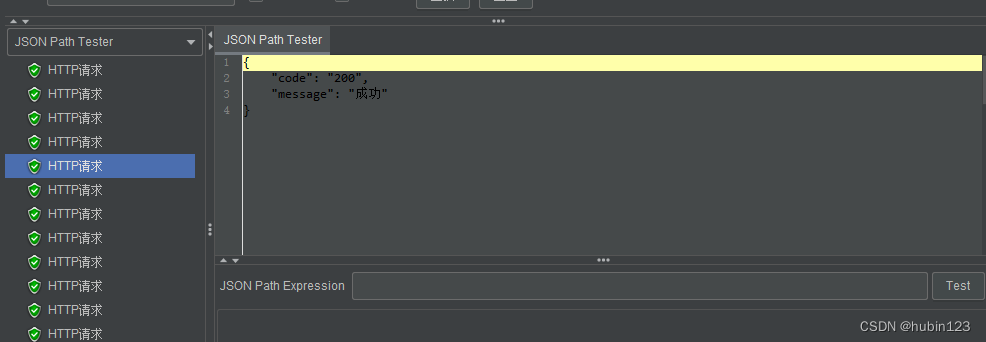 JSON Path Tester
HTTP请求
HTTP请求
HTTP请求
HTTP请求
HTTP请求
HTTP请求
HTTP请求
HTTP请求
HTTP请求
HTTP请求
HTTP请求
HTTP请求
JSON Path Tester
1 {
2 "code": "200",
3 "message": "成功"
4 }
JSON Path Expression
Test
CSDN @hubin123